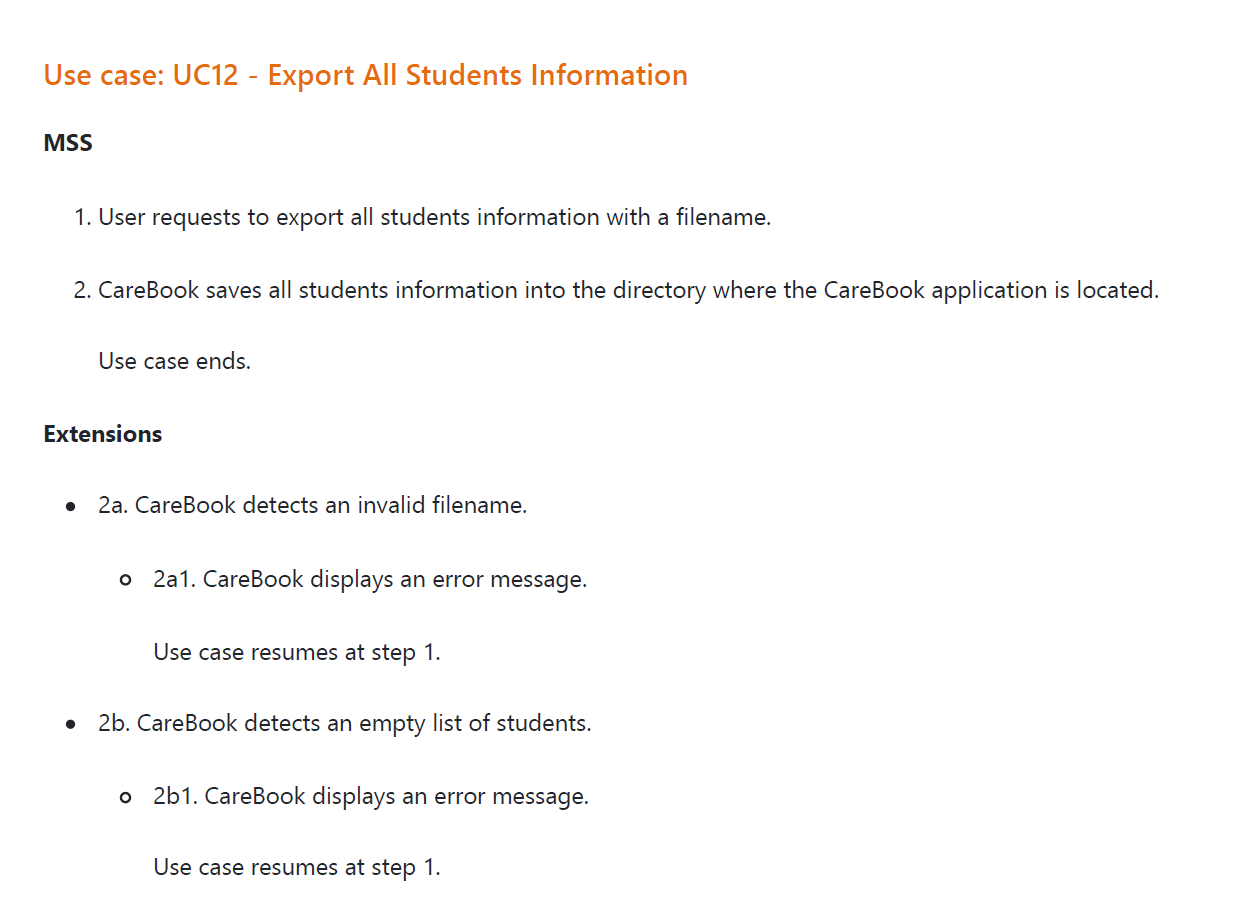 Use case: UC12 - Export All Students Information
MSS
1. User requests to export all students information with a filename.
2. CareBook saves all students information into the directory where the CareBook application is located.
Use case ends.
Extensions
2a. CareBook detects an invalid filename.
2a1. CareBook displays an error message.
Use case resumes at step 1.
2b. CareBook detects an empty list of students.
2b1. CareBook displays an error message.
Use case resumes at step 1.